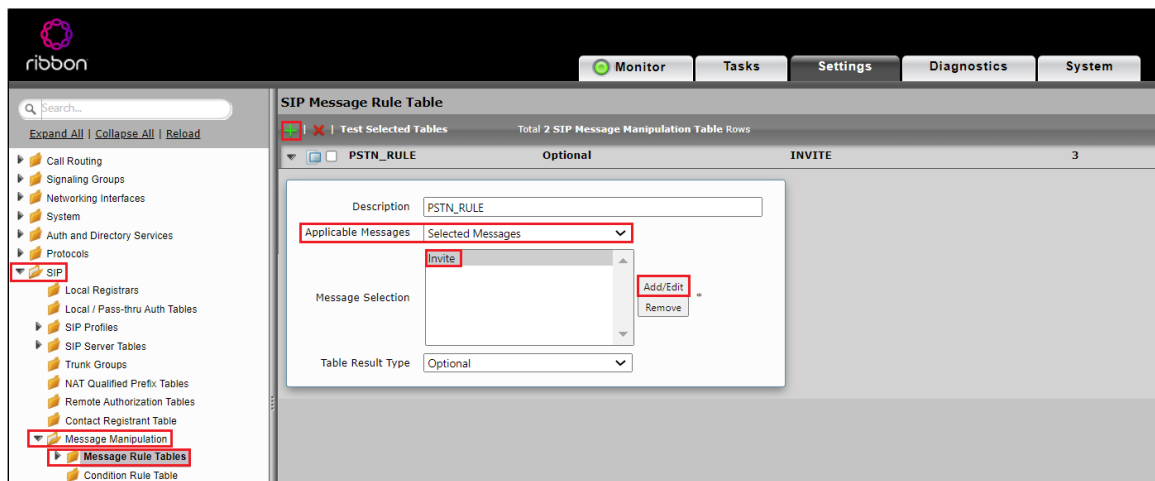 ribbon
Monitor Tasks Settings Diagnostics System
Search...
Expand All | Collapse All | Reload
Call Routing
Signaling Groups
Networking Interfaces
System
Auth and Directory Services
Protocols
SIP
Local Registrars
Local / Pass-thru Auth Tables
SIP Profiles
SIP Server Tables
Trunk Groups
NAT Qualified Prefix Tables
Remote Authorization Tables
Contact Registrant Table
Message Manipulation
Message Rule Tables
Condition Rule Table
SIP Message Rule Table
| Test Selected Tables Total 2 SIP Message Manipulation Table Rows
PSTN_RULE Optional INVITE 3
Description PSTN_RULE
Applicable Messages Selected Messages
Message Selection Invite Add/Edit *
Remove
Table Result Type Optional